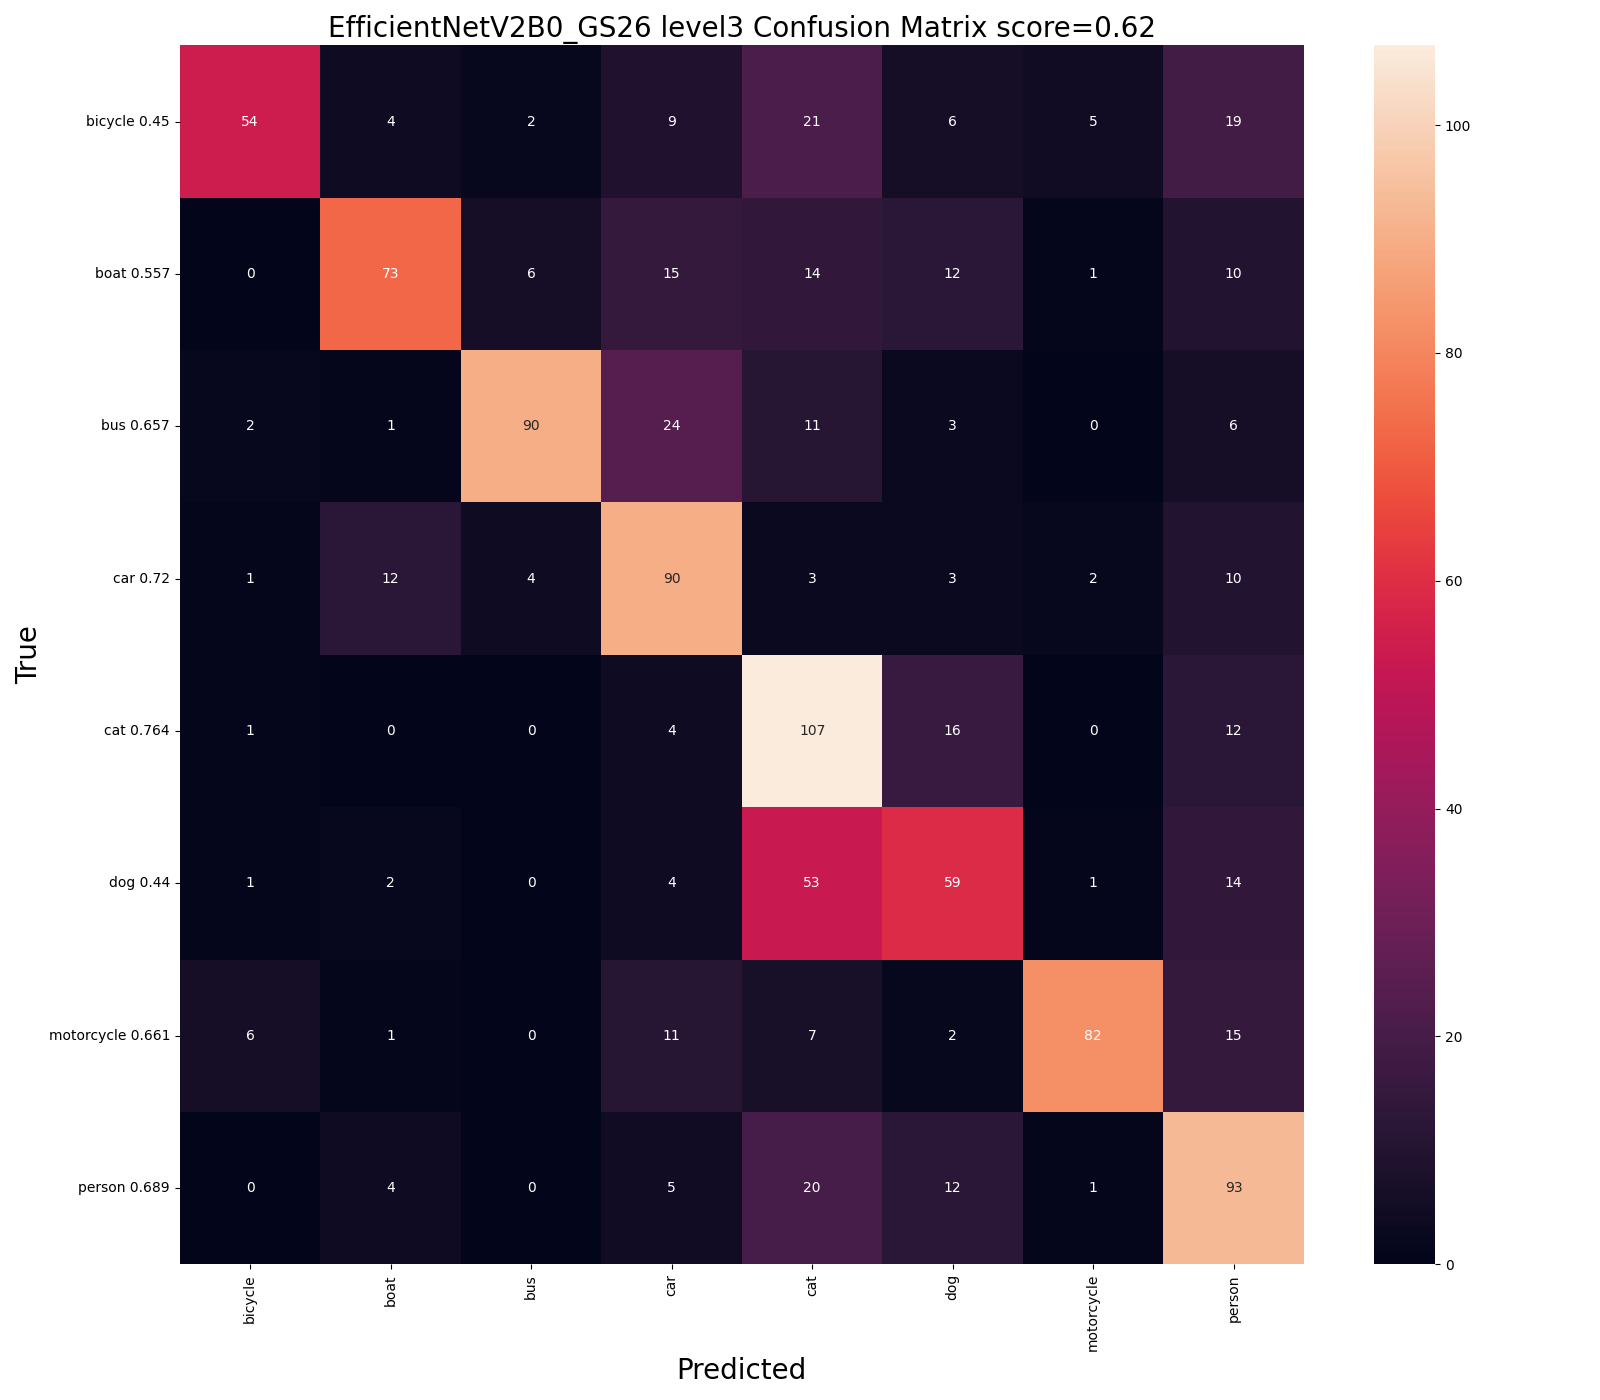 EfficientNetV2B0_GS26 level3 Confusion Matrix score=0.62
bicycle 0.45 54 4 2 9 21 6 5 19
boat 0.557 0 73 6 15 14 12 1 10
bus 0.657 2 1 90 24 11 3 0 6
car 0.72 1 12 4 90 3 3 2 10
cat 0.764 1 0 0 4 107 16 0 12
dog 0.44 1 2 0 4 53 59 1 14
motorcycle 0.661 6 1 0 11 7 2 82 15
person 0.689 0 4 0 5 20 12 1 93
True
bicycle boat bus car cat dog motorcycle person
Predicted
100
80
60
40
20
0